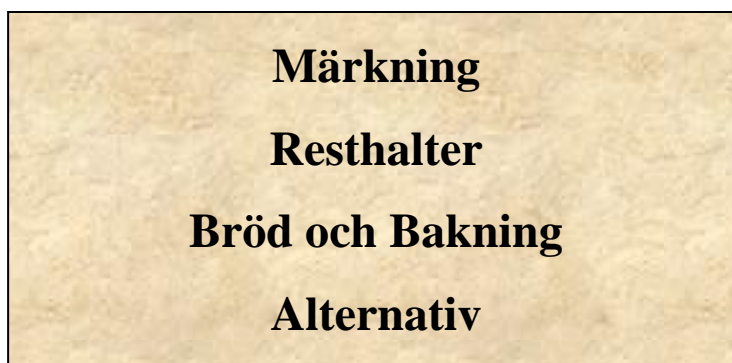 Märkning
Resthalter
Bröd och Bakning
Alternativ